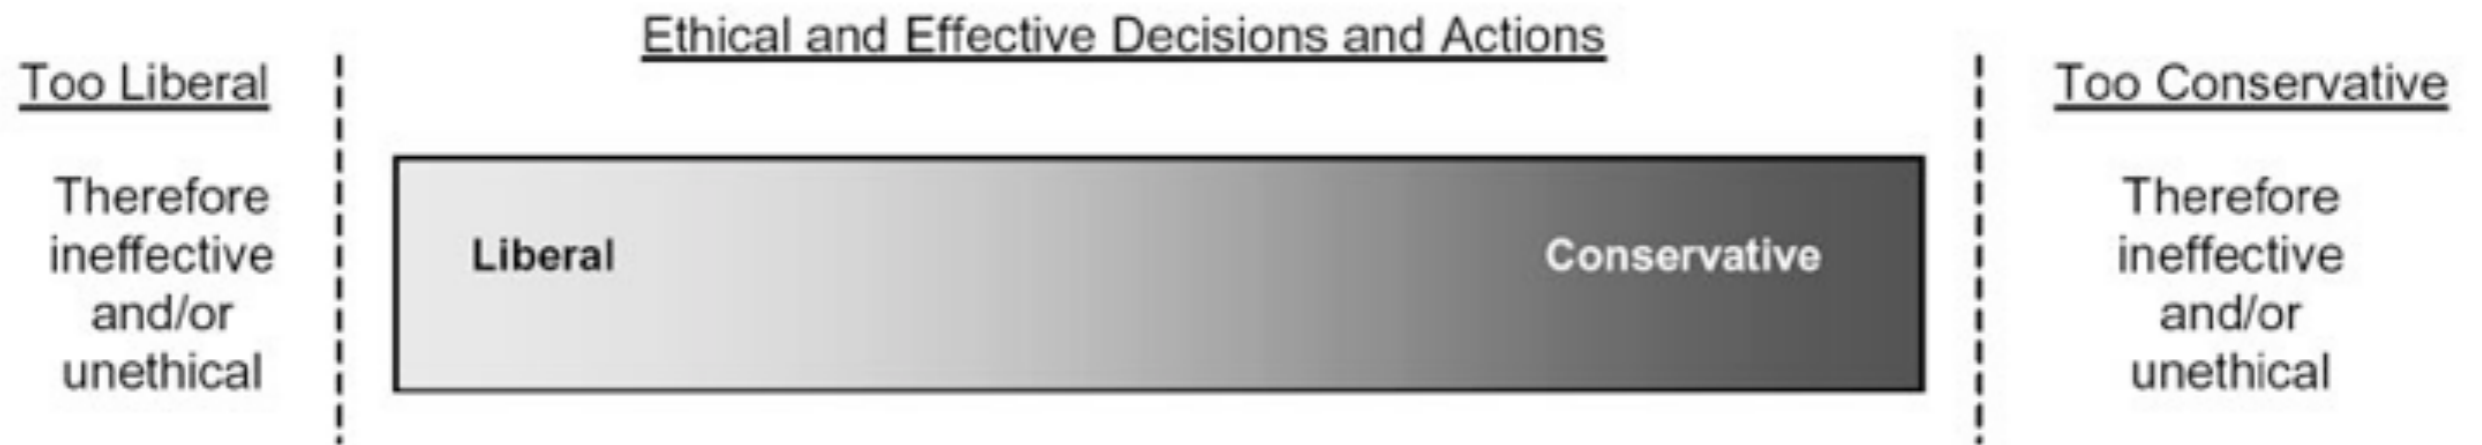 Ethical and Effective Decisions and Actions
Too Liberal
Therefore
ineffective
and/or
unethical
Liberal
Conservative
Too Conservative
Therefore
ineffective
and/or
unethical